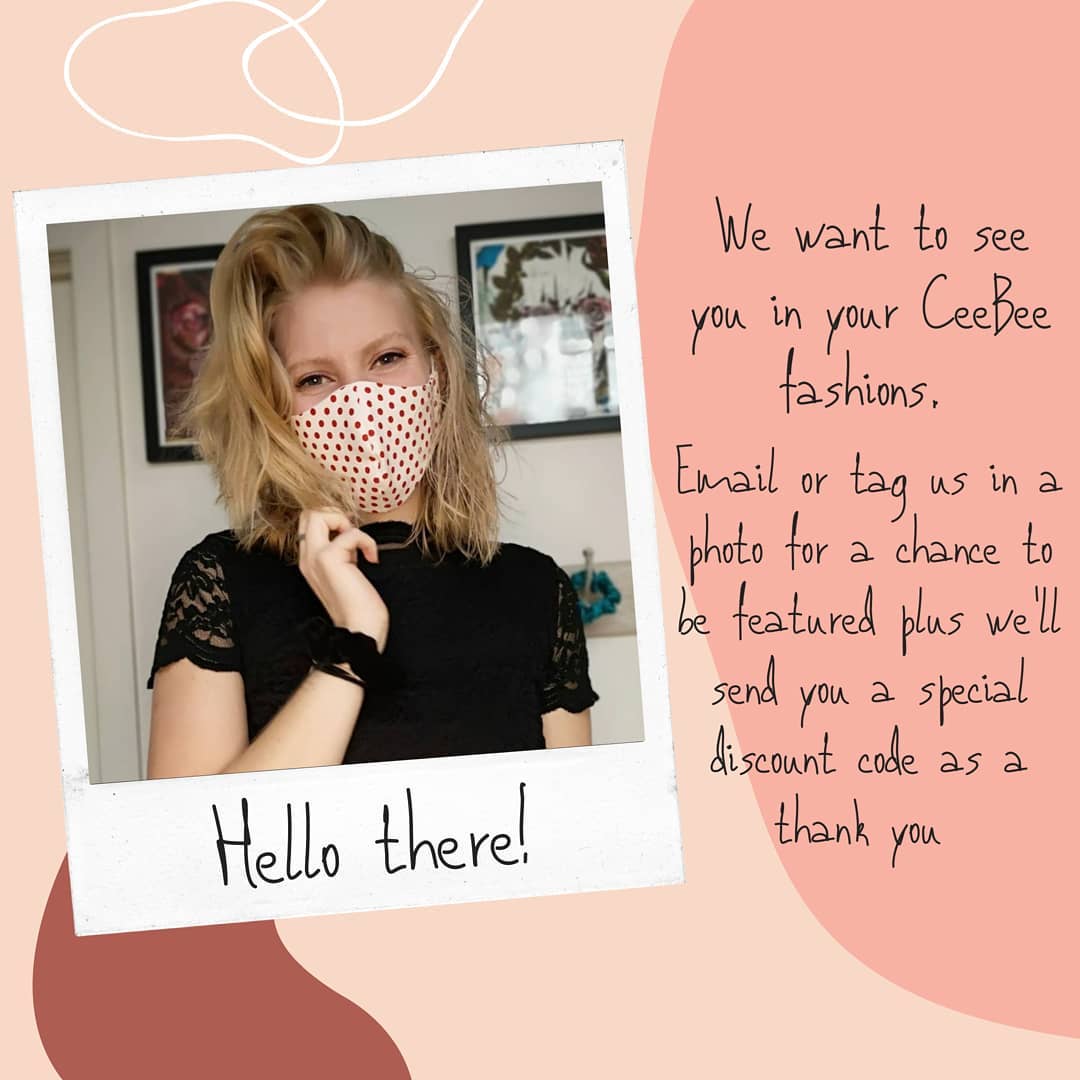 Hello there!
We want to see
you in your CeeBee
fashions.
Email or tag us in a
photo for a chance to
be featured plus we'll
send you a special
discount code as a
thank you